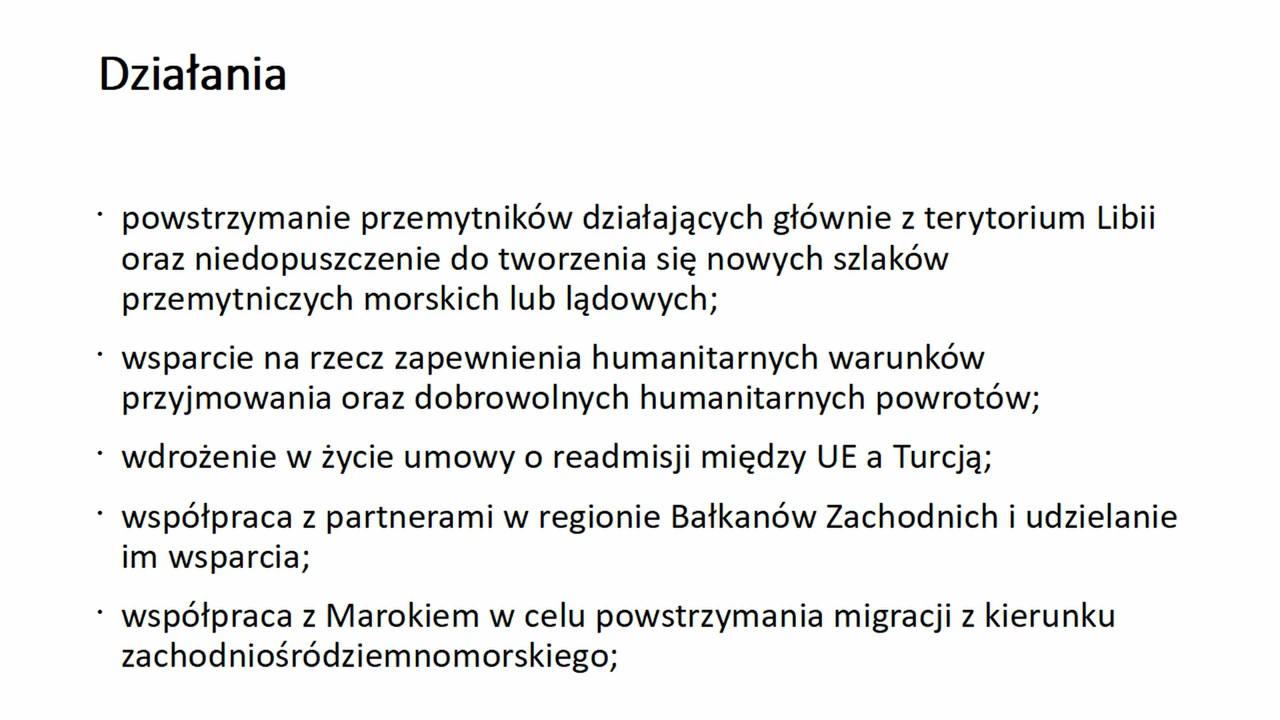 Działania
· powstrzymanie przemytników działających głównie z terytorium Libii
oraz niedopuszczenie do tworzenia się nowych szlaków
przemytniczych morskich lub lądowych;
· wsparcie na rzecz zapewnienia humanitarnych warunków
przyjmowania oraz dobrowolnych humanitarnych powrotów;
· wdrożenie w życie umowy o readmisji między UE a Turcją;
· współpraca z partnerami w regionie Bałkanów Zachodnich i udzielanie
im wsparcia;
· współpraca z Marokiem w celu powstrzymania migracji z kierunku
zachodniośródziemnomorskiego;